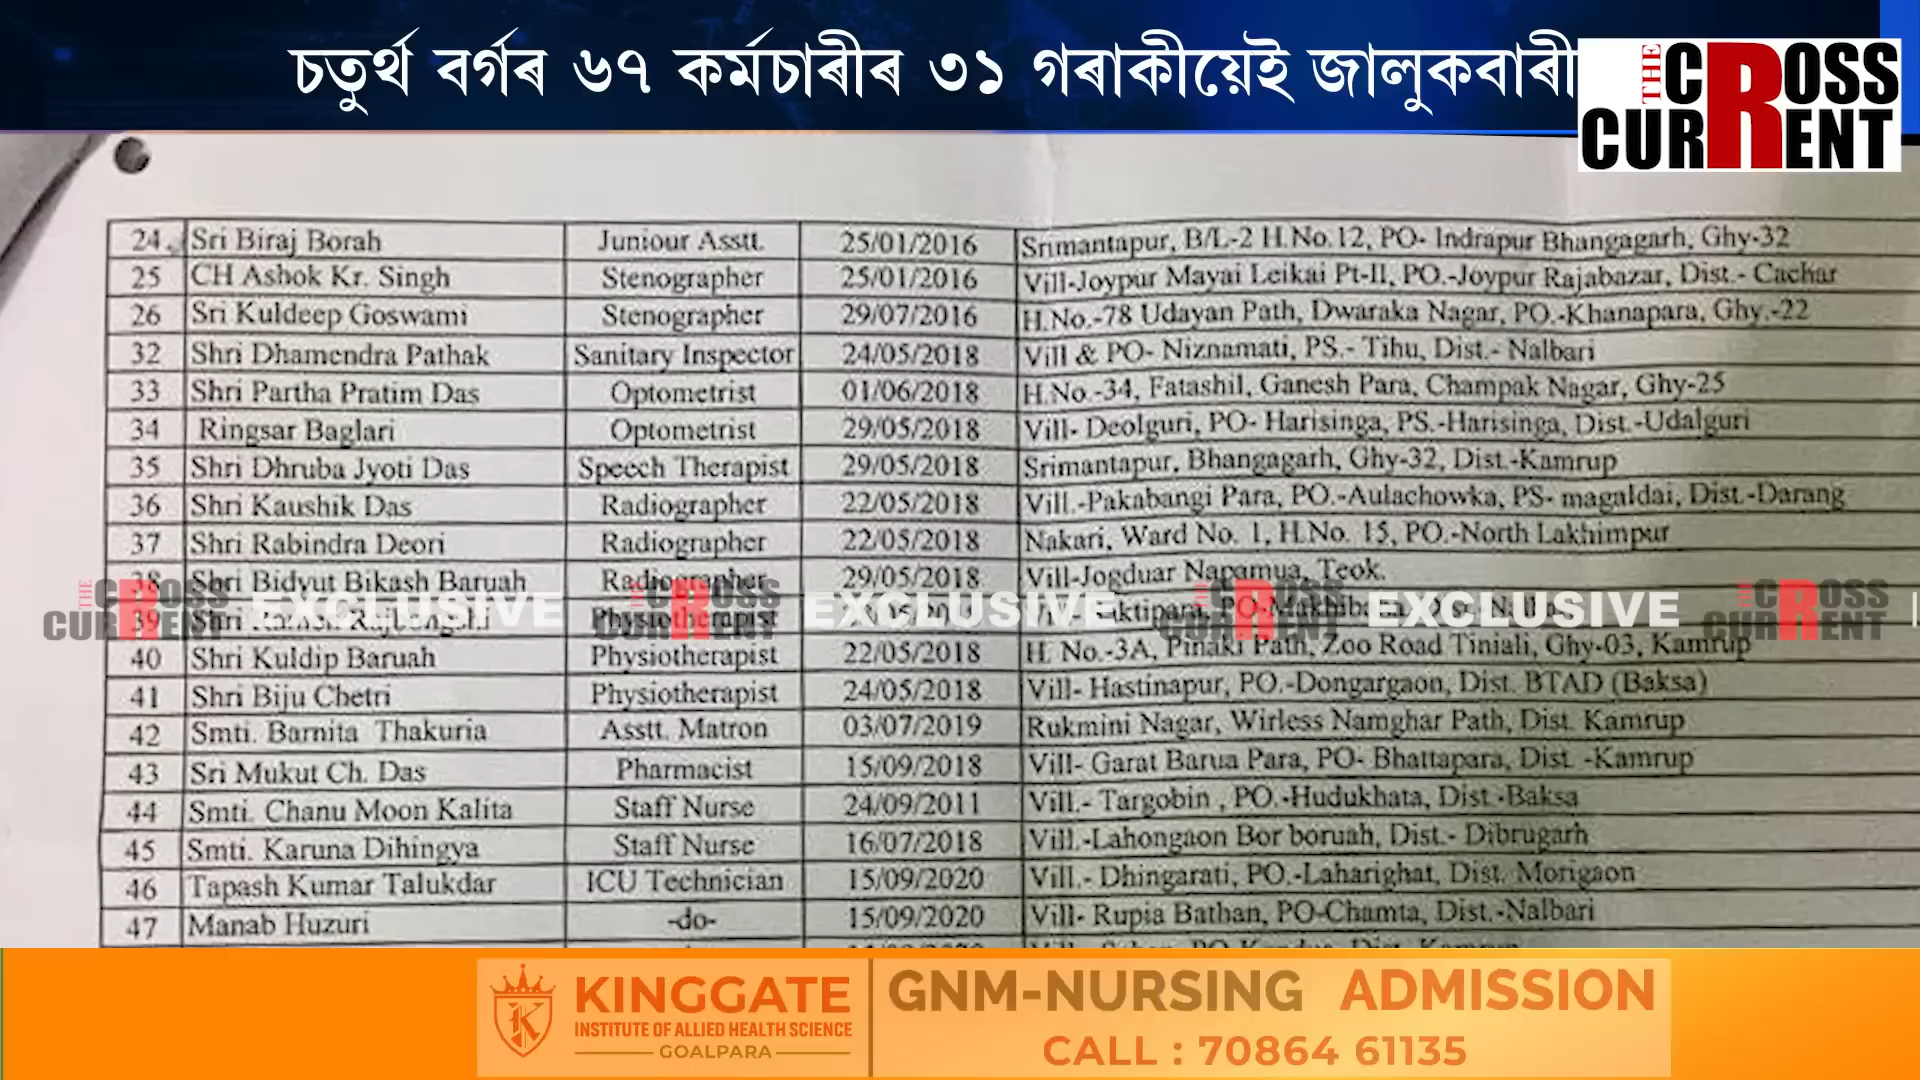 চতুৰ্থ বৰ্গৰ ৬৭ কৰ্মচাৰীৰ ৩১ গৰাকীয়েই জালুকবাৰী
THE CROSS CURRENT
24 Sri Biraj Borah Juniour Asstt. 25/01/2016 Srimantapur, B/L-2 H.No.12, PO- Indrapur Bhangagarh, Ghy-32
25 CH Ashok Kr. Singh Stenographer 25/01/2016 Vill-Joypur Mayai Leikai Pt-II, PO.-Joypur Rajabazar, Dist.- Cachar
26 Sri Kuldeep Goswami Stenographer 29/07/2016 H.No.-78 Udayan Path, Dwaraka Nagar, PO.-Khanapara, Ghy.-22
32 Shri Dhamendra Pathak Sanitary Inspector 24/05/2018 Vill & PO- Niznamati, PS.- Tihu, Dist.- Nalbari
33 Shri Partha Pratim Das Optometrist 01/06/2018 H.No.-34, Fatashil, Ganesh Para, Champak Nagar, Ghy-25
34 Ringsar Baglari Optometrist 29/05/2018 Vill- Deolguri, PO- Harisinga, PS.-Harisinga, Dist.-Udalguri
35 Shri Dhruba Jyoti Das Speech Therapist 29/05/2018 Srimantapur, Bhangagarh, Ghy-32, Dist.-Kamrup
36 Shri Kaushik Das Radiographer 22/05/2018 Vill.-Pakabangi Para, PO.-Aulachowka, PS- magaldai, Dist.-Darang
37 Shri Rabindra Deori Radiographer 22/05/2018 Nakari, Ward No. 1, H.No. 15, PO.-North Lakhimpur
38 Shri Bidyut Bikash Baruah Radiographer 29/05/2018 Vill-Jogduar Napamua, Teok.
39 Shri Physiotherapist
THE CROSS CURRENT EXCLUSIVE THE CROSS CURRENT EXCLUSIVE THE CROSS CURRENT EXCLUSIVE THE CROSS CURRENT
40 Shri Kuldip Baruah Physiotherapist 22/05/2018 H. No.-3A, Pinaki Path, Zoo Road Tiniali, Ghy-03, Kamrup
41 Shri Biju Chetri Physiotherapist 24/05/2018 Vill- Hastinapur, PO.-Dongargaon, Dist. BTAD (Baksa)
42 Smti. Barnita Thakuria Asstt. Matron 03/07/2019 Rukmini Nagar, Wirless Namghar Path, Dist. Kamrup
43 Sri Mukut Ch. Das Pharmacist 15/09/2018 Vill- Garat Barua Para, PO- Bhattapara, Dist. -Kamrup
44 Smti. Chanu Moon Kalita Staff Nurse 24/09/2011 Vill.- Targobin , PO.-Hudukhata, Dist.-Baksa
45 Smti. Karuna Dihingya Staff Nurse 16/07/2018 Vill.-Lahongaon Bor boruah, Dist.- Dibrugarh
46 Tapash Kumar Talukdar ICU Technician 15/09/2020 Vill.- Dhingarati, PO.-Laharighat, Dist. Morigaon
47 Manab Huzuri -do- 15/09/2020 Vill- Rupia Bathan, PO-Chamta, Dist.-Nalbari
KINGGATE
INSTITUTE OF ALLIED HEALTH SCIENCE
GOALPARA
GNM-NURSING ADMISSION
CALL : 70864 61135